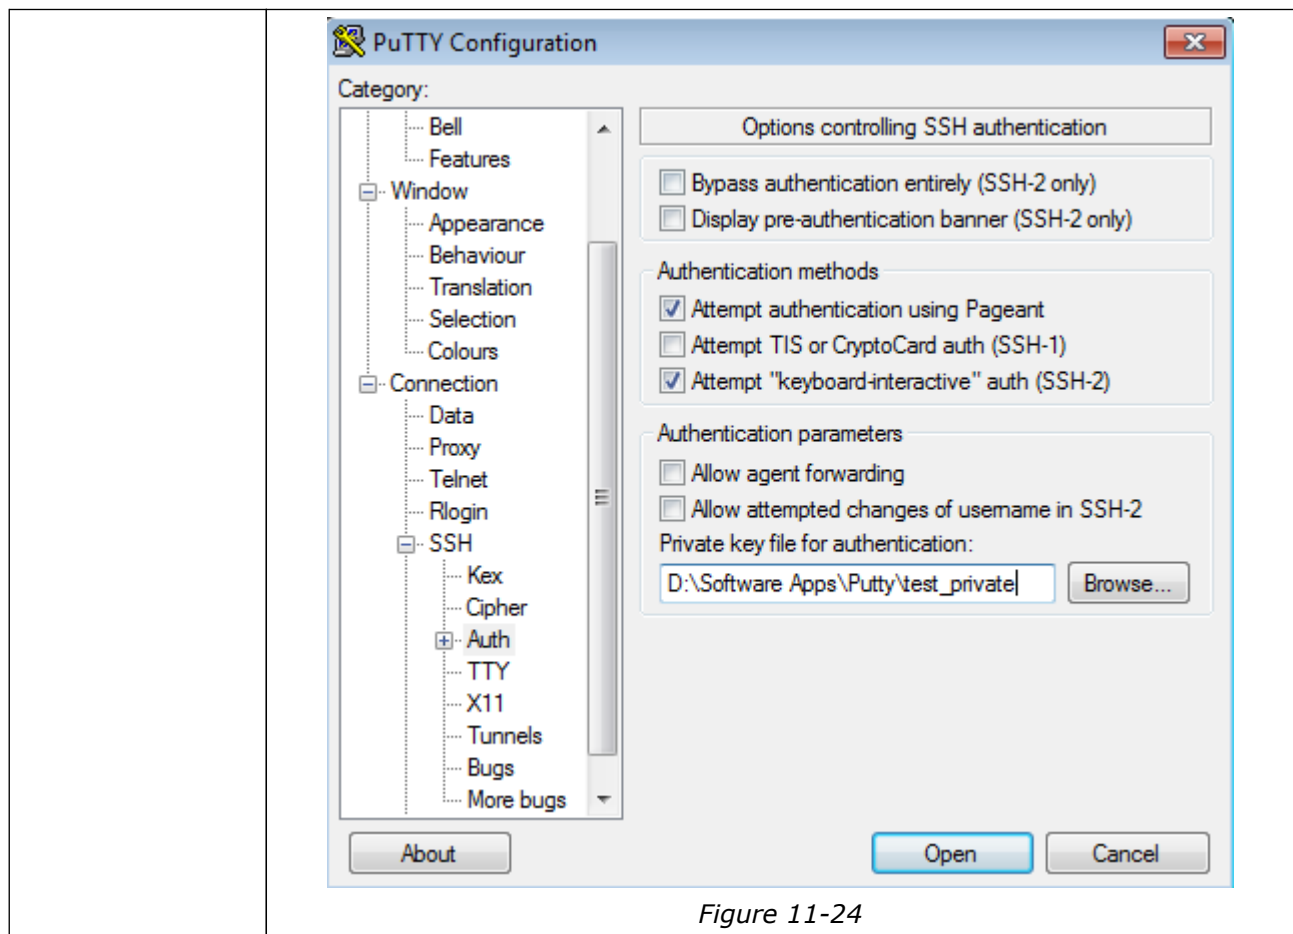 PuTTY Configuration
Category:
Bell
Features
Window
Appearance
Behaviour
Translation
Selection
Colours
Connection
Data
Proxy
Telnet
Rlogin
SSH
Kex
Cipher
Auth
TTY
X11
Tunnels
Bugs
More bugs
Options controlling SSH authentication
Bypass authentication entirely (SSH-2 only)
Display pre-authentication banner (SSH-2 only)
Authentication methods
Attempt authentication using Pageant
Attempt TIS or CryptoCard auth (SSH-1)
Attempt "keyboard-interactive" auth (SSH-2)
Authentication parameters
Allow agent forwarding
Allow attempted changes of username in SSH-2
Private key file for authentication:
D:\Software Apps\Putty\test_private
Browse...
About
Open
Cancel
Figure 11-24